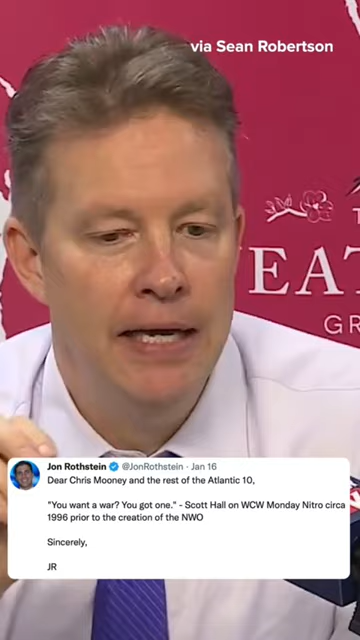 via Sean Robertson
EAT
GR
Jon Rothstein @JonRothstein · Jan 16
Dear Chris Mooney and the rest of the Atlantic 10,
"You want a war? You got one." - Scott Hall on WCW Monday Nitro circa
1996 prior to the creation of the NWO
Sincerely,
JR